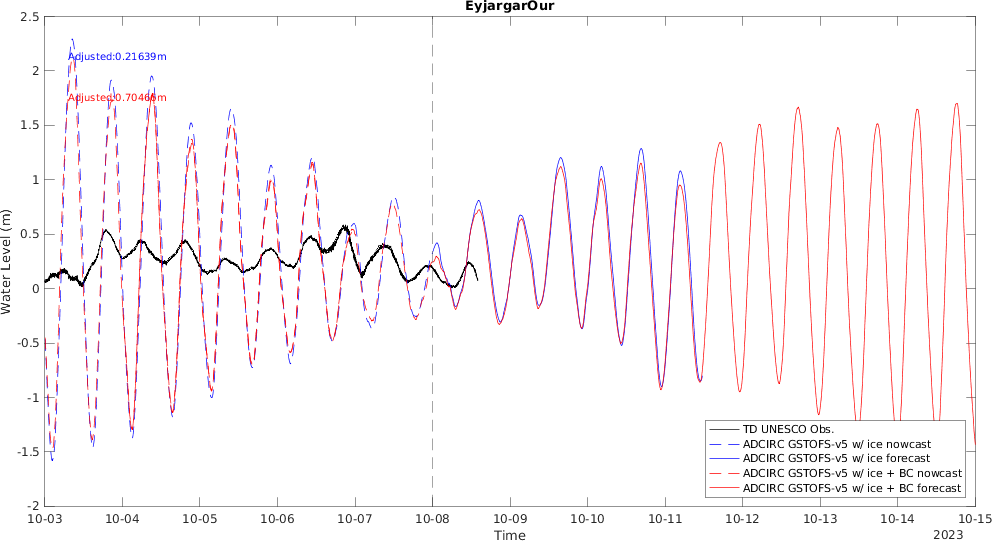 EyjargarOur
2.5
Adjusted:0.21639m
2
Adjusted:0.70465m
1.5
1
0.5
0
-0.5
-1
-1.5
-2
Water Level (m)
TD UNESCO Obs.
ADCIRC GSTOFS-v5 w/ ice nowcast
ADCIRC GSTOFS-v5 w/ ice forecast
ADCIRC GSTOFS-v5 w/ ice + BC nowcast
ADCIRC GSTOFS-v5 w/ ice + BC forecast
10-03 10-04 10-05 10-06 10-07 10-08 10-09 10-10 10-11 10-12 10-13 10-14 10-15
Time
2023